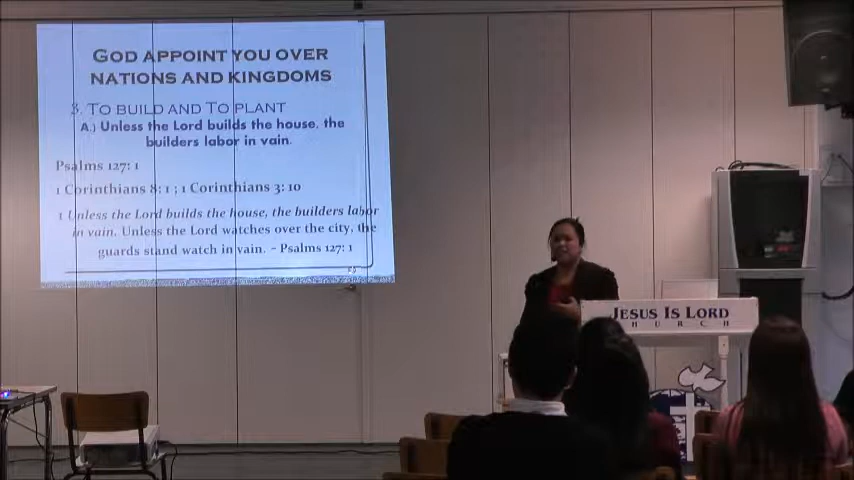 GOD APPOINT YOU OVER
NATIONS AND KINGDOMS
3. TO BUILD AND TO PLANT
A.) Unless the Lord builds the house, the
builders labor in vain.
Psalms 127: 1
1 Corinthians 8: 1 ; 1 Corinthians 3: 10
1 Unless the Lord builds the house, the builders labor
in vain. Unless the Lord watches over the city, the
guards stand watch in vain. - Psalms 127: 1
JESUS IS LORD
CHURCH